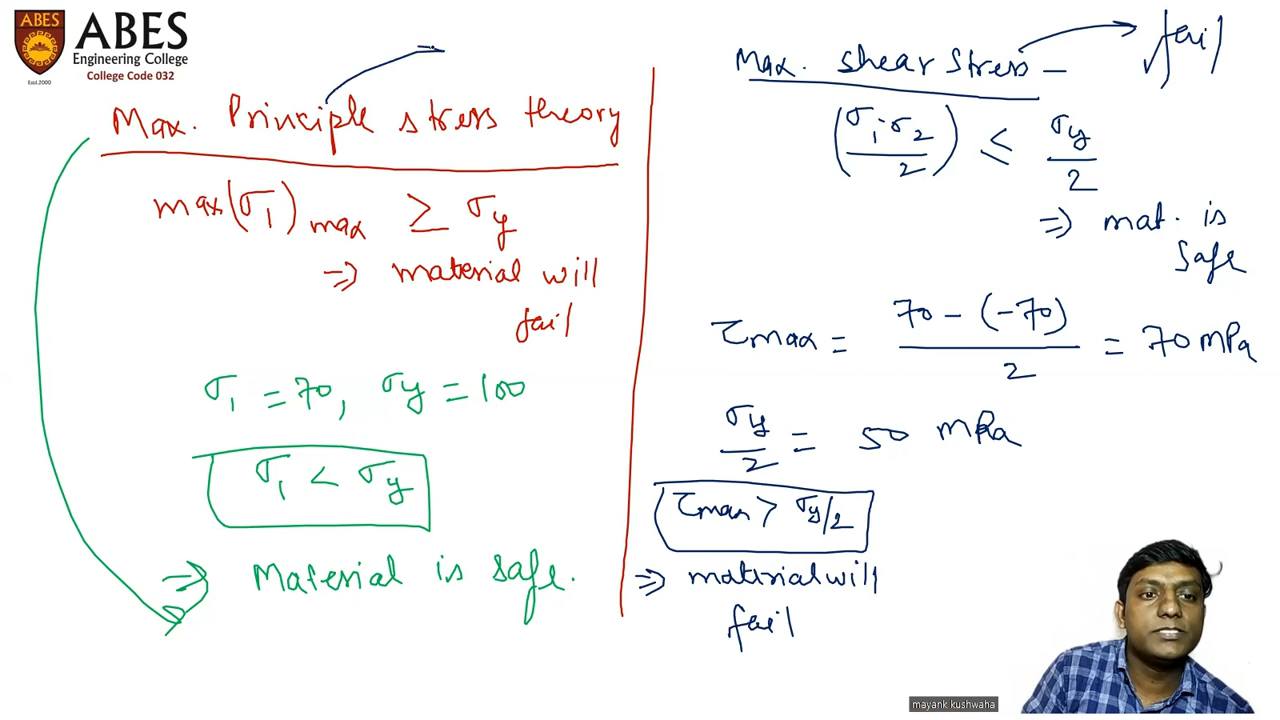 ABES
ABES
Engineering College
College Code 032
Estd.2000
Max. Principle stress theory
max(σ1) max ≥ σy
⇒ material will
fail
σ1 = 70, σy = 100
σ1 < σy
⇒ Material is safe.
Max. shear stress –
fail
(σ1-σ2/2) ≤ σy/2
⇒ mat. is
safe
τmax = 70 - (-70)/2 = 70 MPa
σy/2 = 50 MPa
τmax > σy/2
⇒ material will
fail
mayank kushwaha